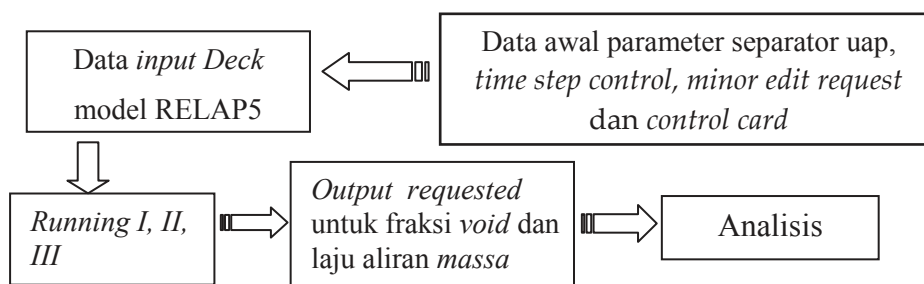 Data input Deck
model RELAP5
Data awal parameter separator uap,
time step control, minor edit request
dan control card
Running I, II,
III
Output requested
untuk fraksi void dan
laju aliran massa
Analisis